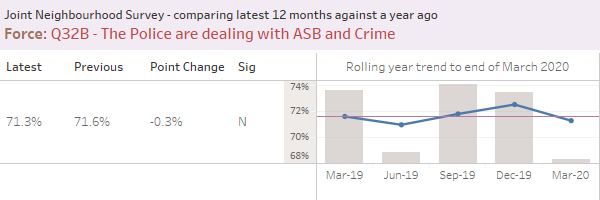 Joint Neighbourhood Survey - comparing latest 12 months against a year ago
Force: Q32B - The Police are dealing with ASB and Crime
Latest Previous Point Change Sig Rolling year trend to end of March 2020
71.3% 71.6% -0.3% N
74%
72%
70%
68%
Mar-19 Jun-19 Sep-19 Dec-19 Mar-20